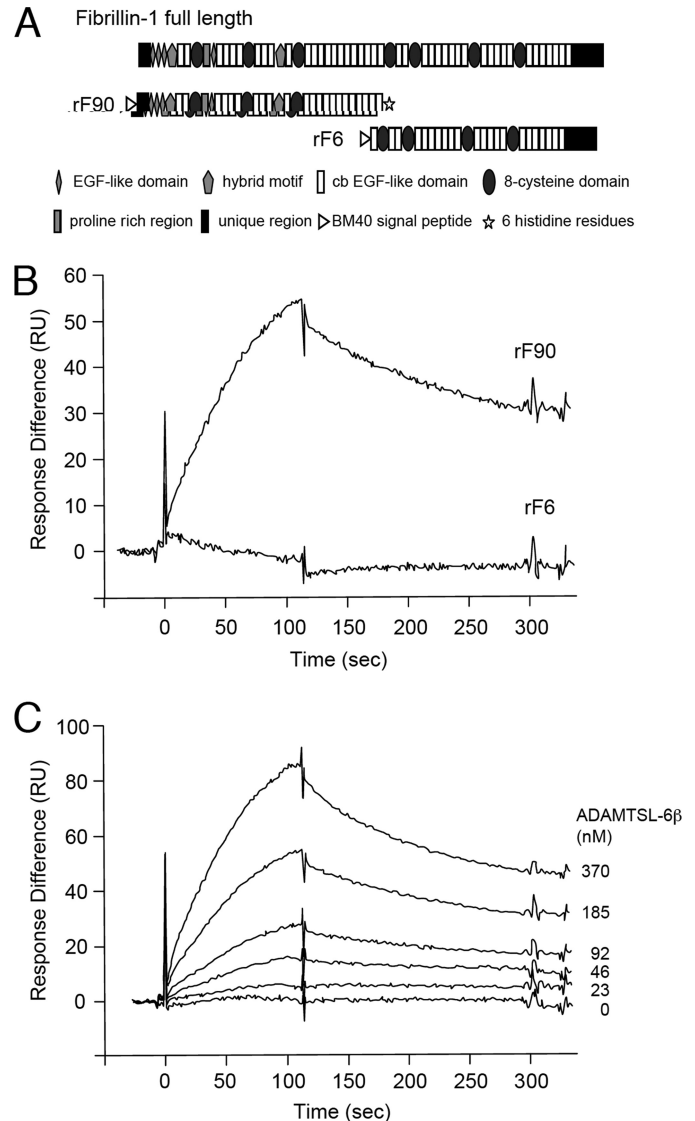 A
Fibrillin-1 full length
rF90
rF6
EGF-like domain hybrid motif cb EGF-like domain 8-cysteine domain
proline rich region unique region BM40 signal peptide 6 histidine residues
B
60
50
40
30
20
10
0
Response Difference (RU)
rF90
rF6
0 50 100 150 200 250 300
Time (sec)
C
100
80
60
40
20
0
Response Difference (RU)
ADAMTSL-6β
(nM)
370
185
92
46
23
0
0 50 100 150 200 250 300
Time (sec)